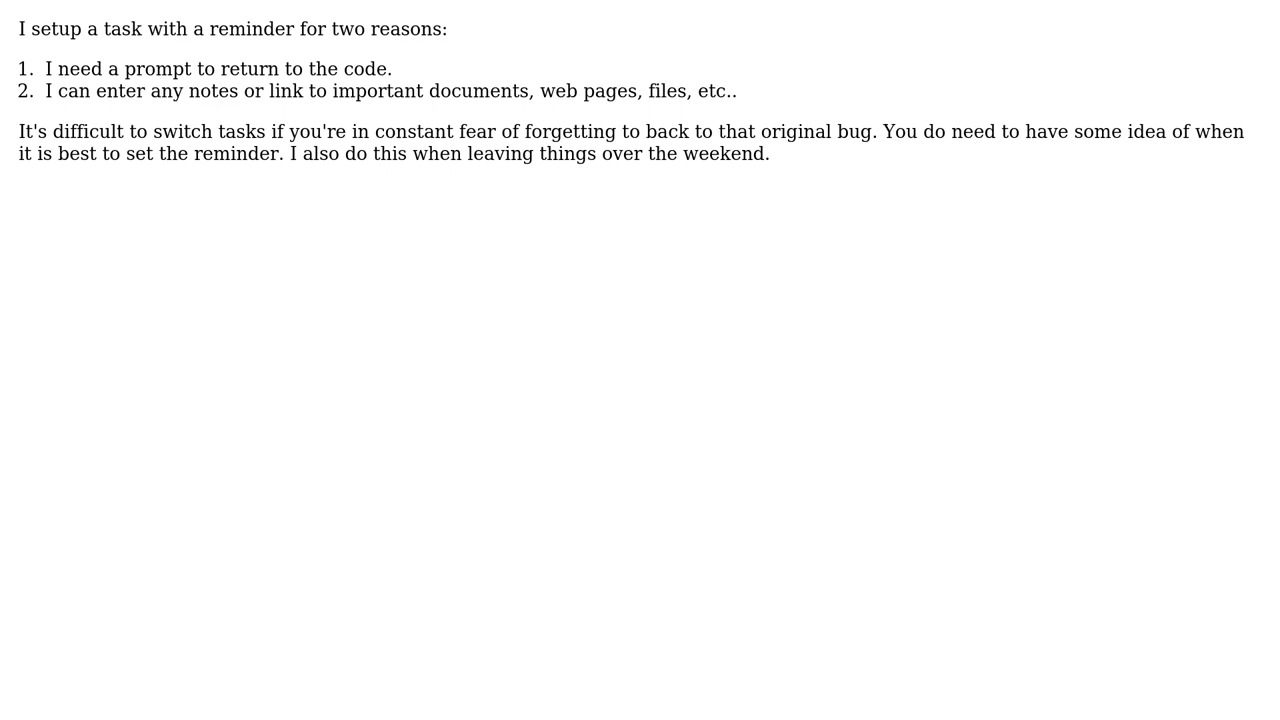 I setup a task with a reminder for two reasons:
1. I need a prompt to return to the code.
2. I can enter any notes or link to important documents, web pages, files, etc..
It's difficult to switch tasks if you're in constant fear of forgetting to back to that original bug. You do need to have some idea of when
it is best to set the reminder. I also do this when leaving things over the weekend.